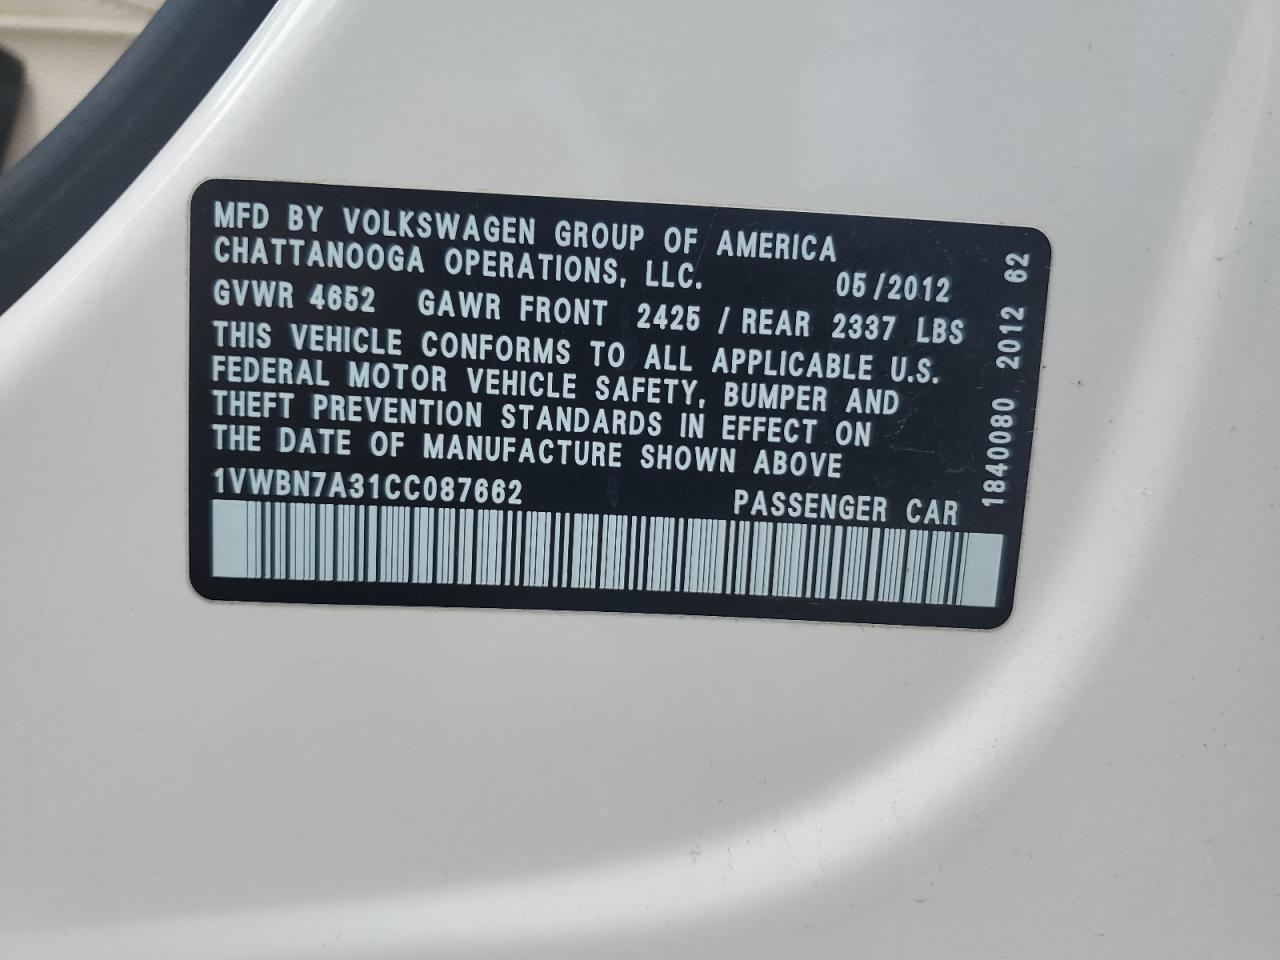 MFD BY VOLKSWAGEN GROUP OF AMERICA
CHATTANOOGA OPERATIONS, LLC. 05/2012
GVWR 4652 GAWR FRONT 2425 / REAR 2337 LBS
THIS VEHICLE CONFORMS TO ALL APPLICABLE U.S.
FEDERAL MOTOR VEHICLE SAFETY, BUMPER AND
THEFT PREVENTION STANDARDS IN EFFECT ON
THE DATE OF MANUFACTURE SHOWN ABOVE
1VWBN7A31CC087662 PASSENGER CAR
1840080 2012 62